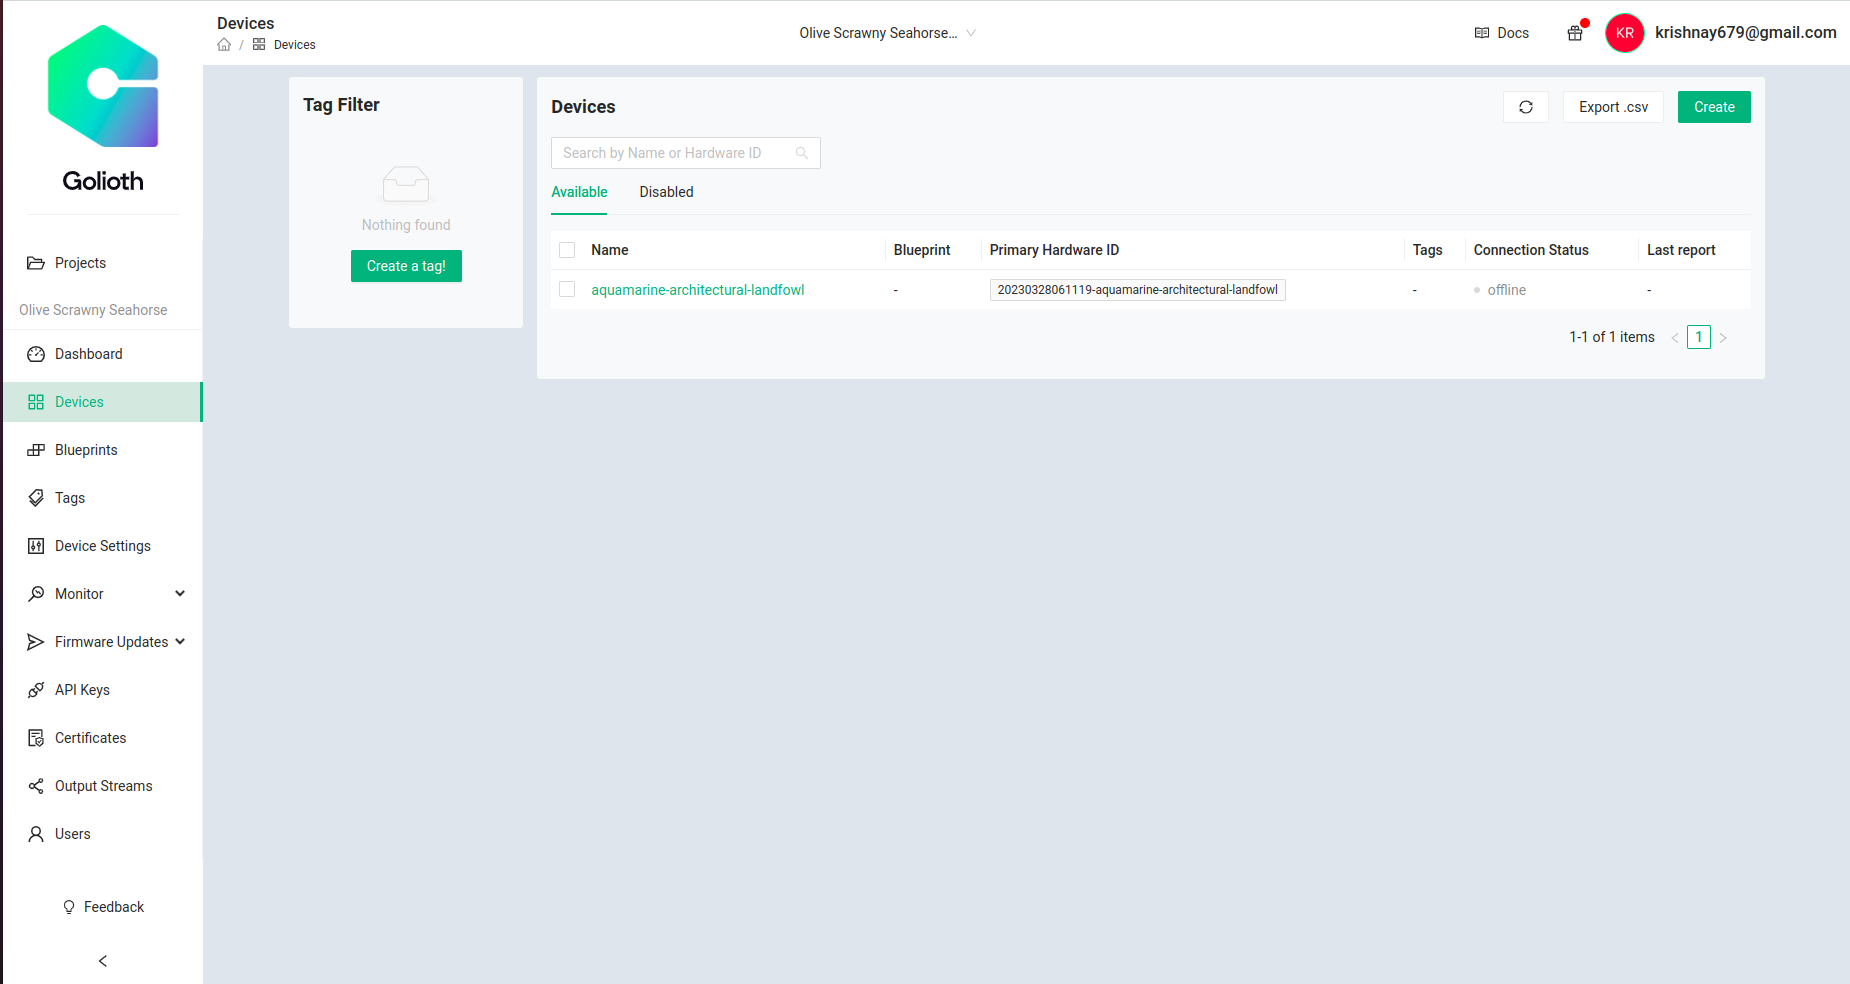 Golioth
Projects
Olive Scrawny Seahorse
Dashboard
Devices
Blueprints
Tags
Device Settings
Monitor
Firmware Updates
API Keys
Certificates
Output Streams
Users
Feedback
Devices
/ Devices
Olive Scrawny Seahorse...
Docs
KR
krishnay679@gmail.com
Tag Filter
Nothing found
Create a tag!
Devices
Export .csv
Create
Search by Name or Hardware ID
Available Disabled
Name Blueprint Primary Hardware ID Tags Connection Status Last report
aquamarine-architectural-landfowl - 20230328061119-aquamarine-architectural-landfowl - offline -
1-1 of 1 items < 1 >